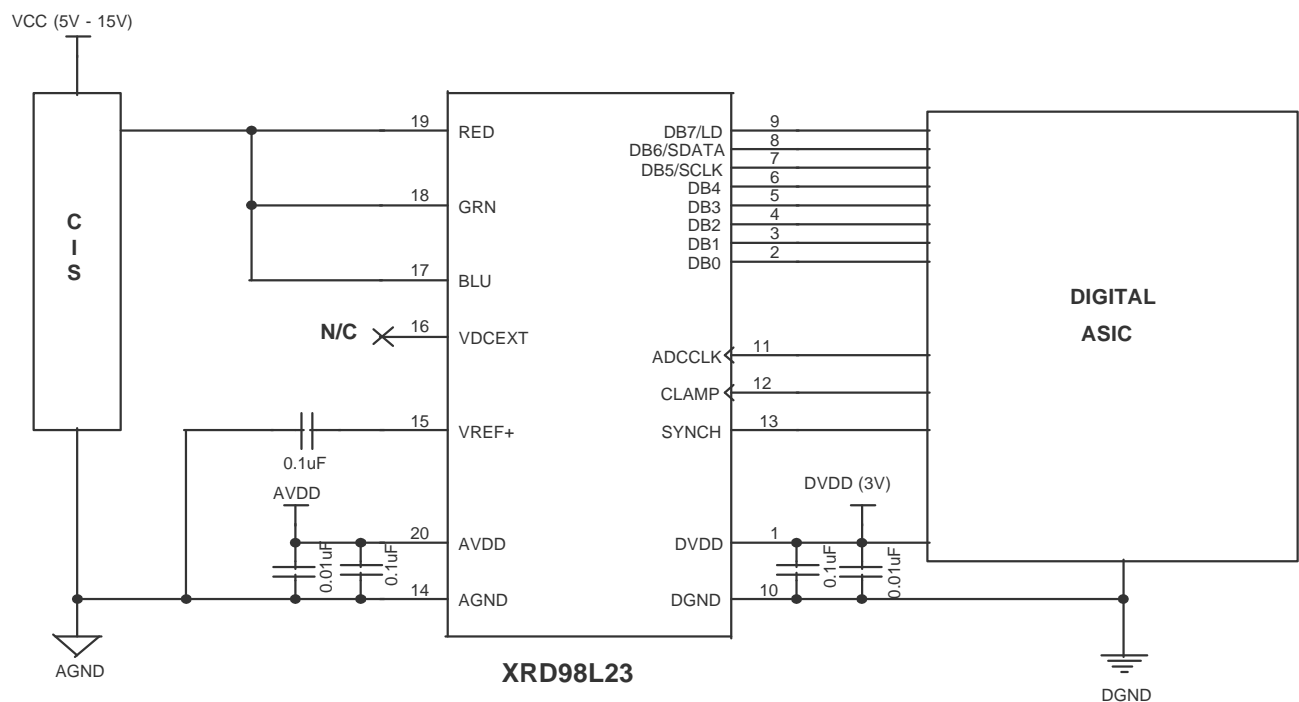 VCC (5V - 15V)
C
I
S
19
RED
18
GRN
17
BLU
N/C
16
VDCEXT
15
VREF+
0.1uF
AVDD
20
AVDD
0.01uF
0.1uF
14
AGND
AGND
DB7/LD
9
DB6/SDATA
8
DB5/SCLK
7
DB4
6
DB3
5
DB2
4
DB1
3
DB0
2
ADCCLK
11
CLAMP
12
SYNCH
13
DVDD (3V)
DVDD
1
0.1uF
0.01uF
DGND
10
XRD98L23
DIGITAL
ASIC
DGND